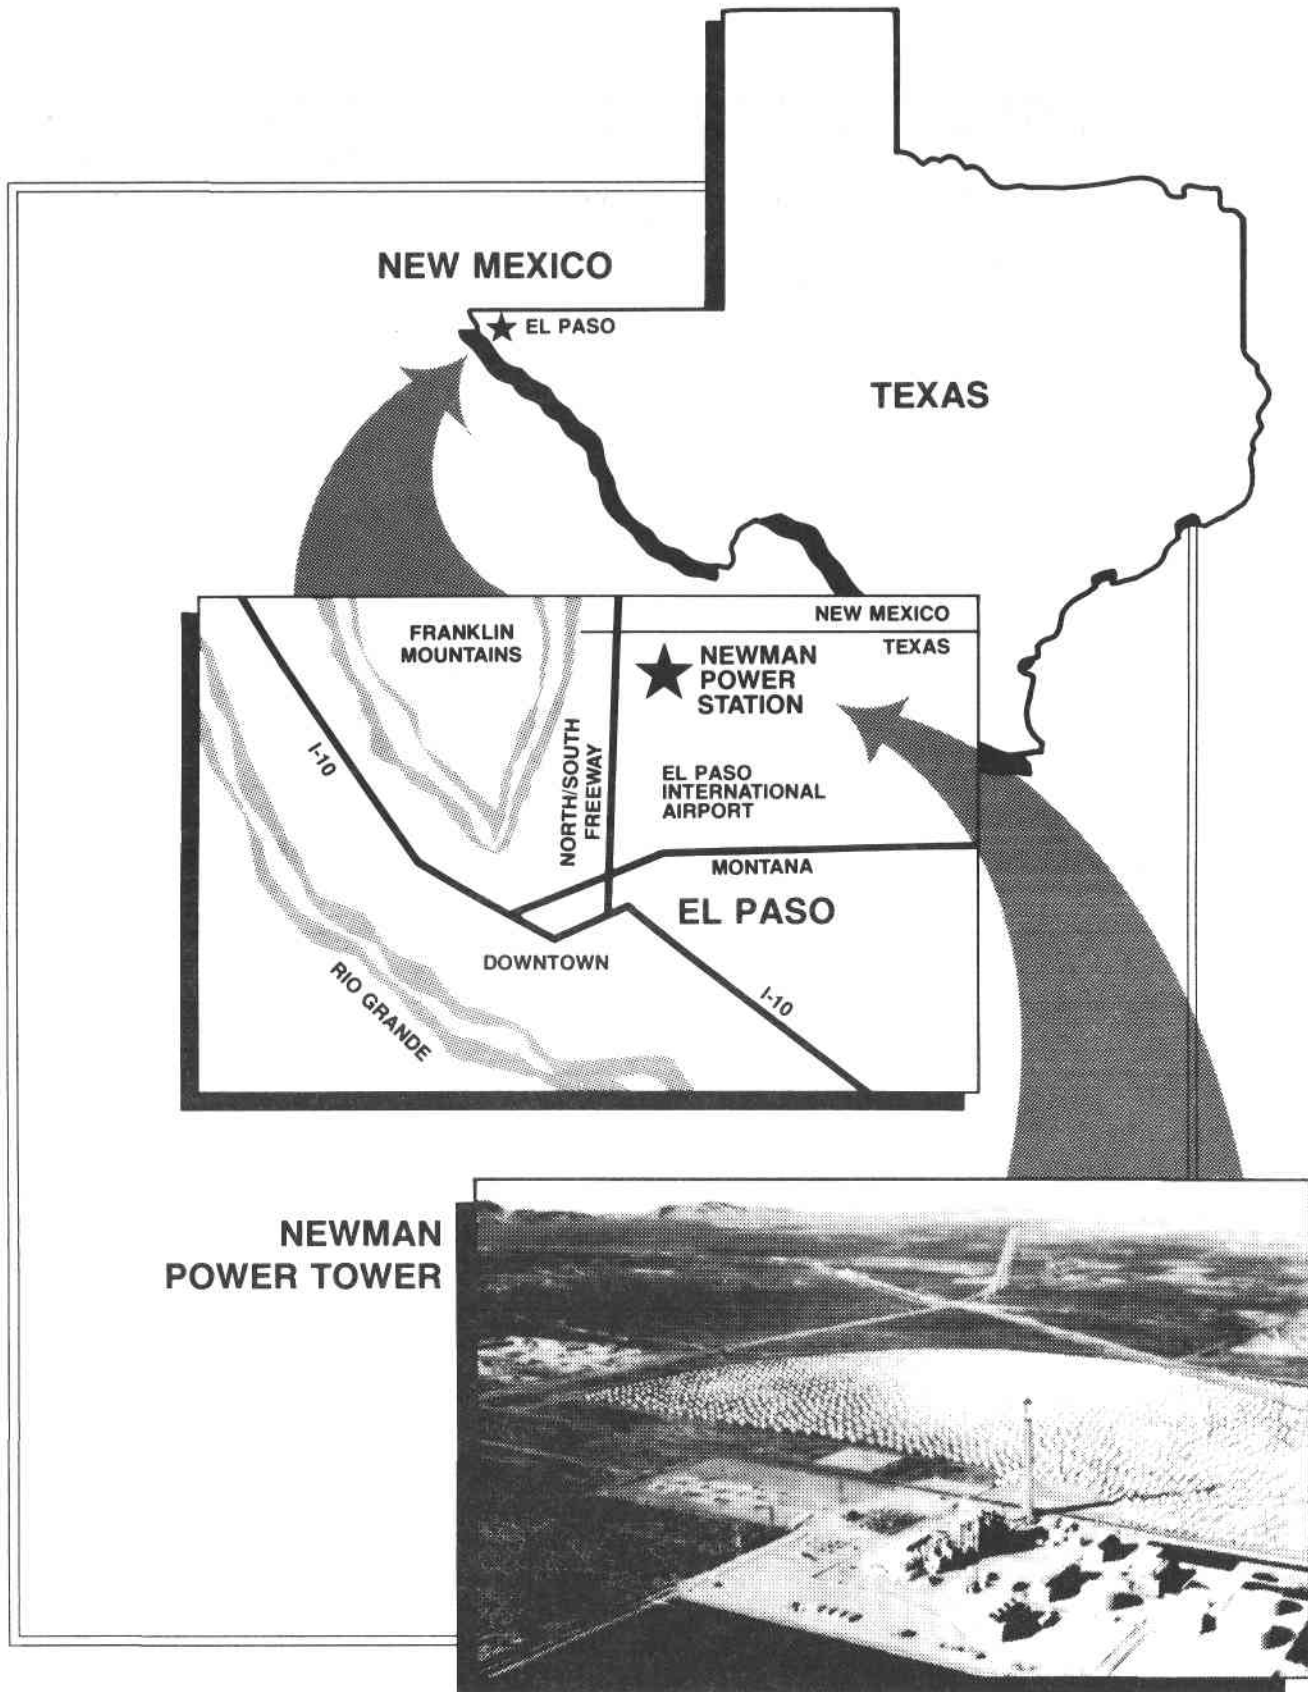 NEW MEXICO
EL PASO
TEXAS
NEW MEXICO
TEXAS
FRANKLIN
MOUNTAINS
NEWMAN
POWER
STATION
I-10
NORTH/SOUTH
FREEWAY
EL PASO
INTERNATIONAL
AIRPORT
MONTANA
EL PASO
DOWNTOWN
RIO GRANDE
I-10
NEWMAN
POWER TOWER